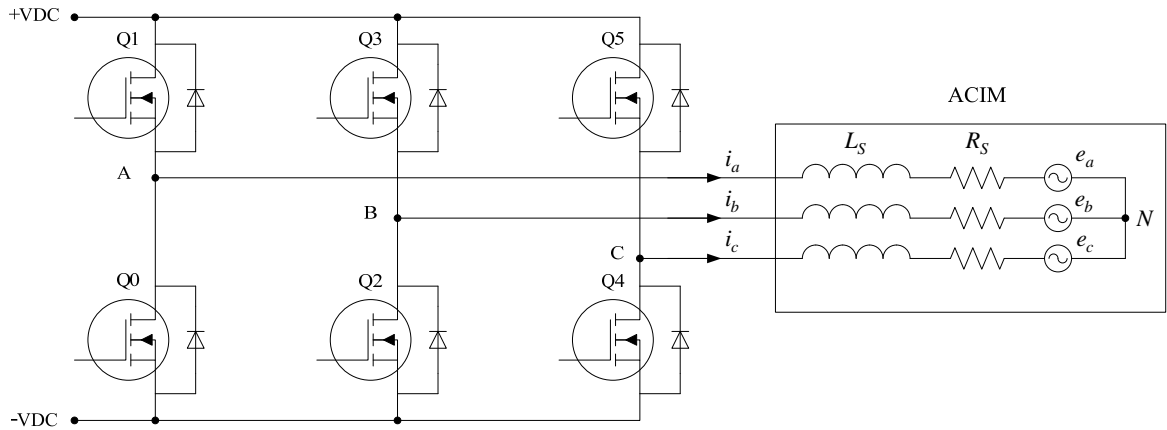 +VDC
Q1
Q3
Q5
ACIM
L_S
R_S
A
i_a
e_a
B
i_b
e_b
N
C
i_c
e_c
Q0
Q2
Q4
-VDC